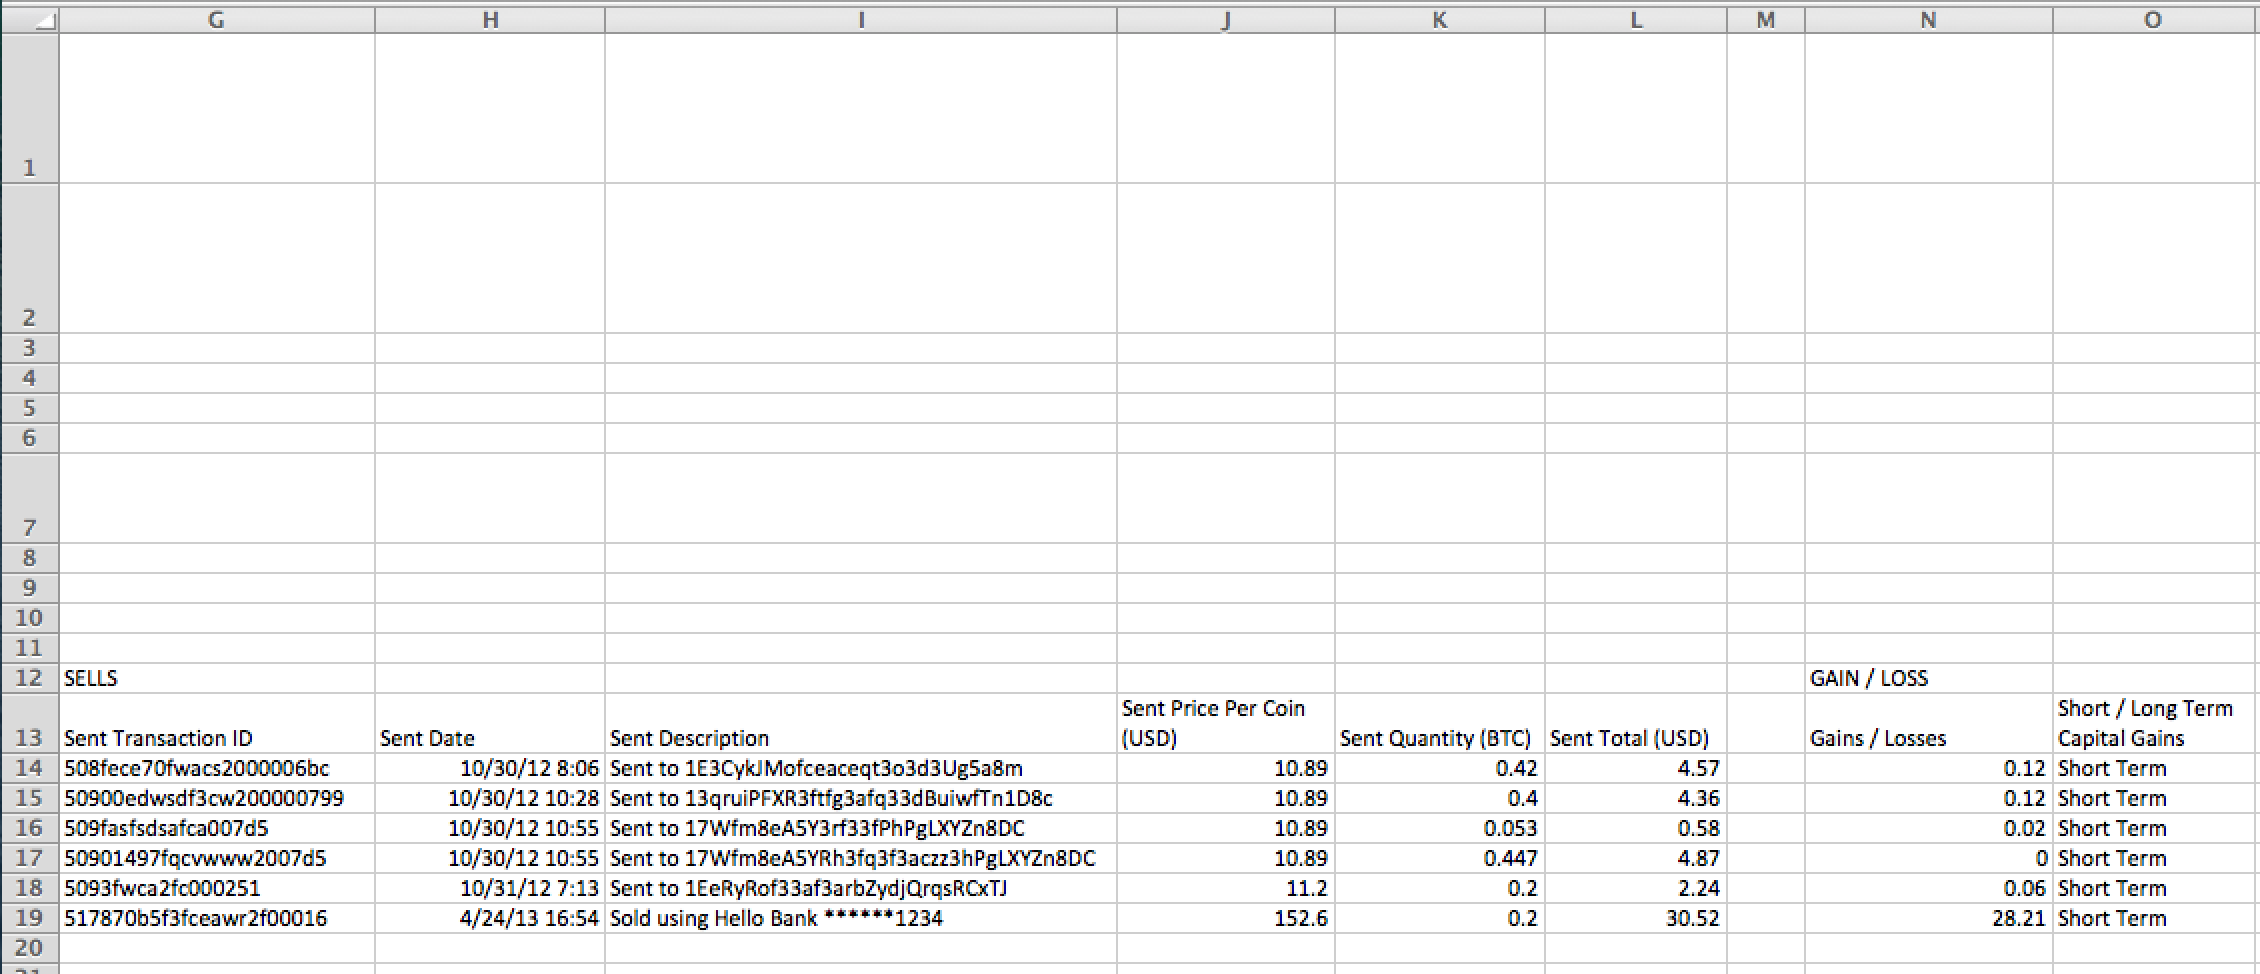 G H I J K L M N O
1
2
3
4
5
6
7
8
9
10
11
12 SELLS GAIN / LOSS
13 Sent Transaction ID Sent Date Sent Description Sent Price Per Coin (USD) Sent Quantity (BTC) Sent Total (USD) Gains / Losses Short / Long Term Capital Gains
14 508fece70fwacs2000006bc 10/30/12 8:06 Sent to 1E3CykJMofceaceqt3o3d3Ug5a8m 10.89 0.42 4.57 0.12 Short Term
15 50900edwsdf3cw200000799 10/30/12 10:28 Sent to 13qruiPFXR3ftfg3afq33dBuiwfTn1D8c 10.89 0.4 4.36 0.12 Short Term
16 509fasfsdsafca007d5 10/30/12 10:55 Sent to 17Wfm8eA5Y3rf33fPhPgLXYZn8DC 10.89 0.053 0.58 0.02 Short Term
17 50901497fqcvwww2007d5 10/30/12 10:55 Sent to 17Wfm8eA5YRh3fq3f3aczz3hPgLXYZn8DC 10.89 0.447 4.87 0 Short Term
18 5093fwca2fc000251 10/31/12 7:13 Sent to 1EeRyRof33af3arbZydjQrqsRCxTJ 11.2 0.2 2.24 0.06 Short Term
19 517870b5f3fceawr2f00016 4/24/13 16:54 Sold using Hello Bank ******1234 152.6 0.2 30.52 28.21 Short Term
20